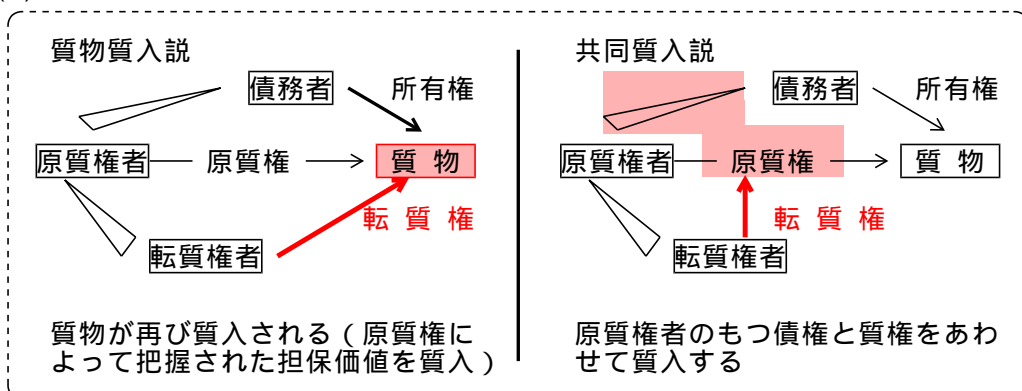 質物質入説
債務者
所有権
原質権者
原質権
質 物
転 質 権
転質権者
質物が再び質入される(原質権に
よって把握された担保価値を質入)
共同質入説
債務者
所有権
原質権者
原質権
質 物
転 質 権
転質権者
原質権者のもつ債権と質権をあわ
せて質入する